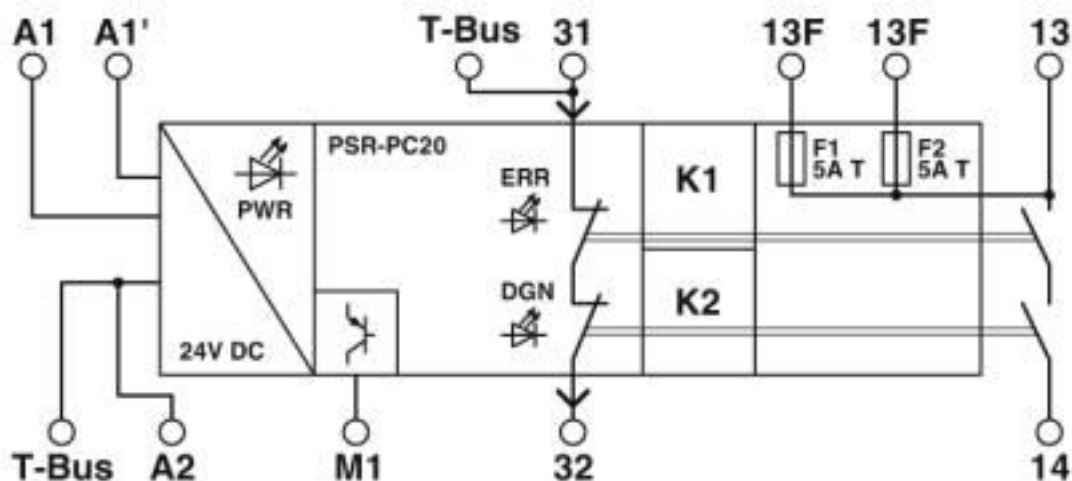 A1 A1' T-Bus 31 13F 13F 13
PSR-PC20
PWR
ERR
K1
F1
5A T
F2
5A T
DGN
K2
24V DC
T-Bus A2 M1 32 14